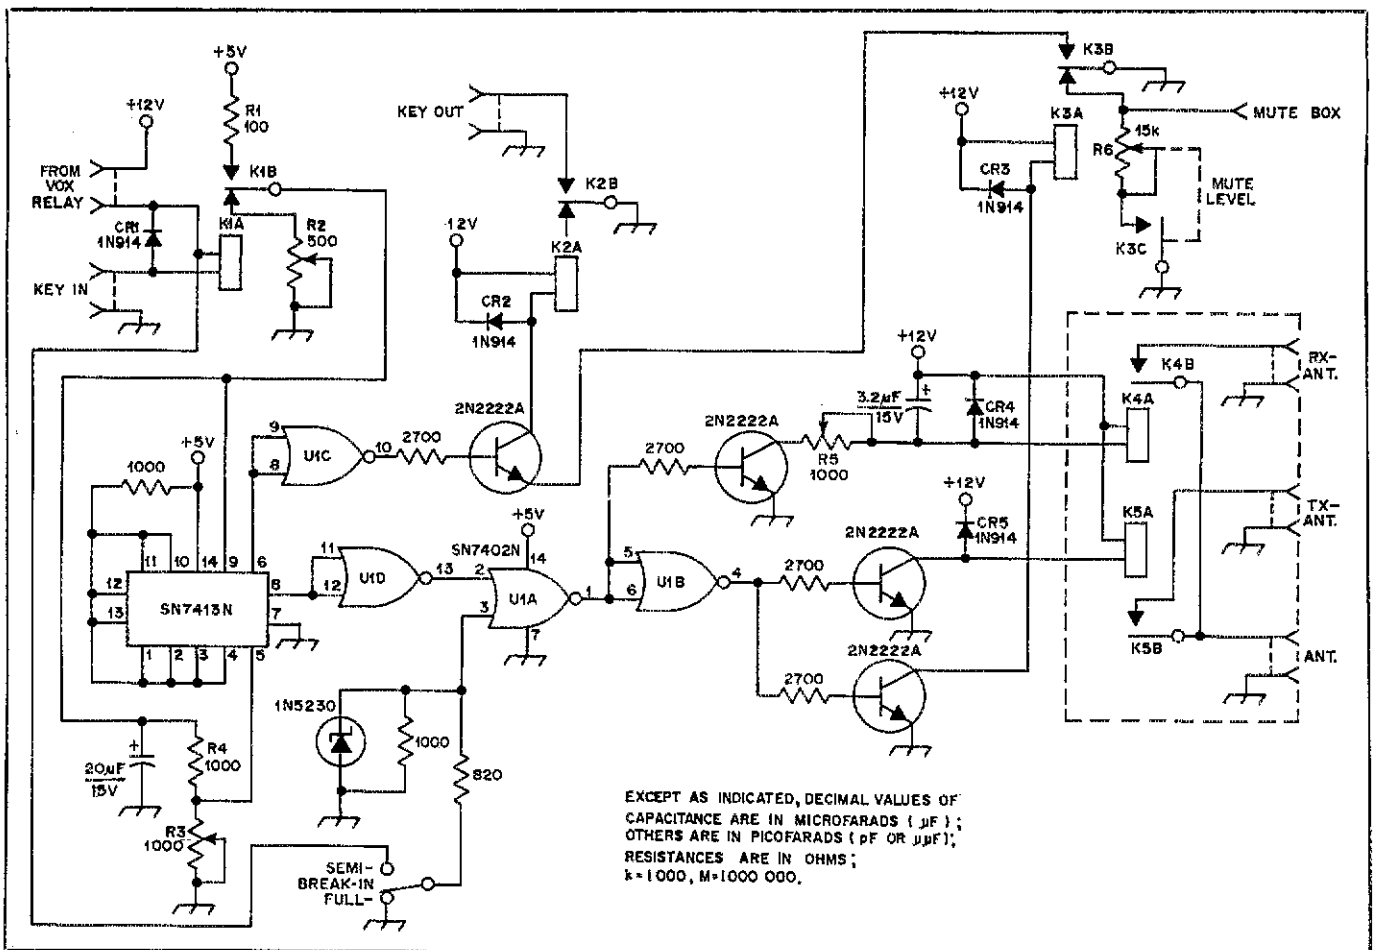 +5V
R1
100
+12V
FROM
VOX
RELAY
CR1
1N914
K1B
K1A
R2
500
KEY IN
KEY OUT
K2B
12V
K2A
CR2
1N914
+12V
K3A
CR3
1N914
K3B
MUTE BOX
15k
R6
MUTE
LEVEL
K3C
+12V
3.2µF
15V
CR4
1N914
K4B
K4A
RX-
ANT.
TX-
ANT.
K5A
K5B
ANT.
+12V
CR5
1N914
2N2222A
2700
9
8
U1C
10
2N2222A
2700
R5
1000
+5V
1000
11
10
14
9
6
12
13
SN7413N
8
7
1
2
3
4
5
11
12
U1D
13
+5V
SN7402N
14
2
3
U1A
1
7
5
6
U1B
4
2700
2N2222A
2700
2N2222A
+
20µF
15V
R4
1000
R3
1000
1N5230
1000
820
SEMI-
BREAK-IN
FULL-
+
EXCEPT AS INDICATED, DECIMAL VALUES OF
CAPACITANCE ARE IN MICROFARADS ( µF ) ;
OTHERS ARE IN PICOFARADS ( pF OR µµF);
RESISTANCES ARE IN OHMS ;
k=1000, M=1000 000.